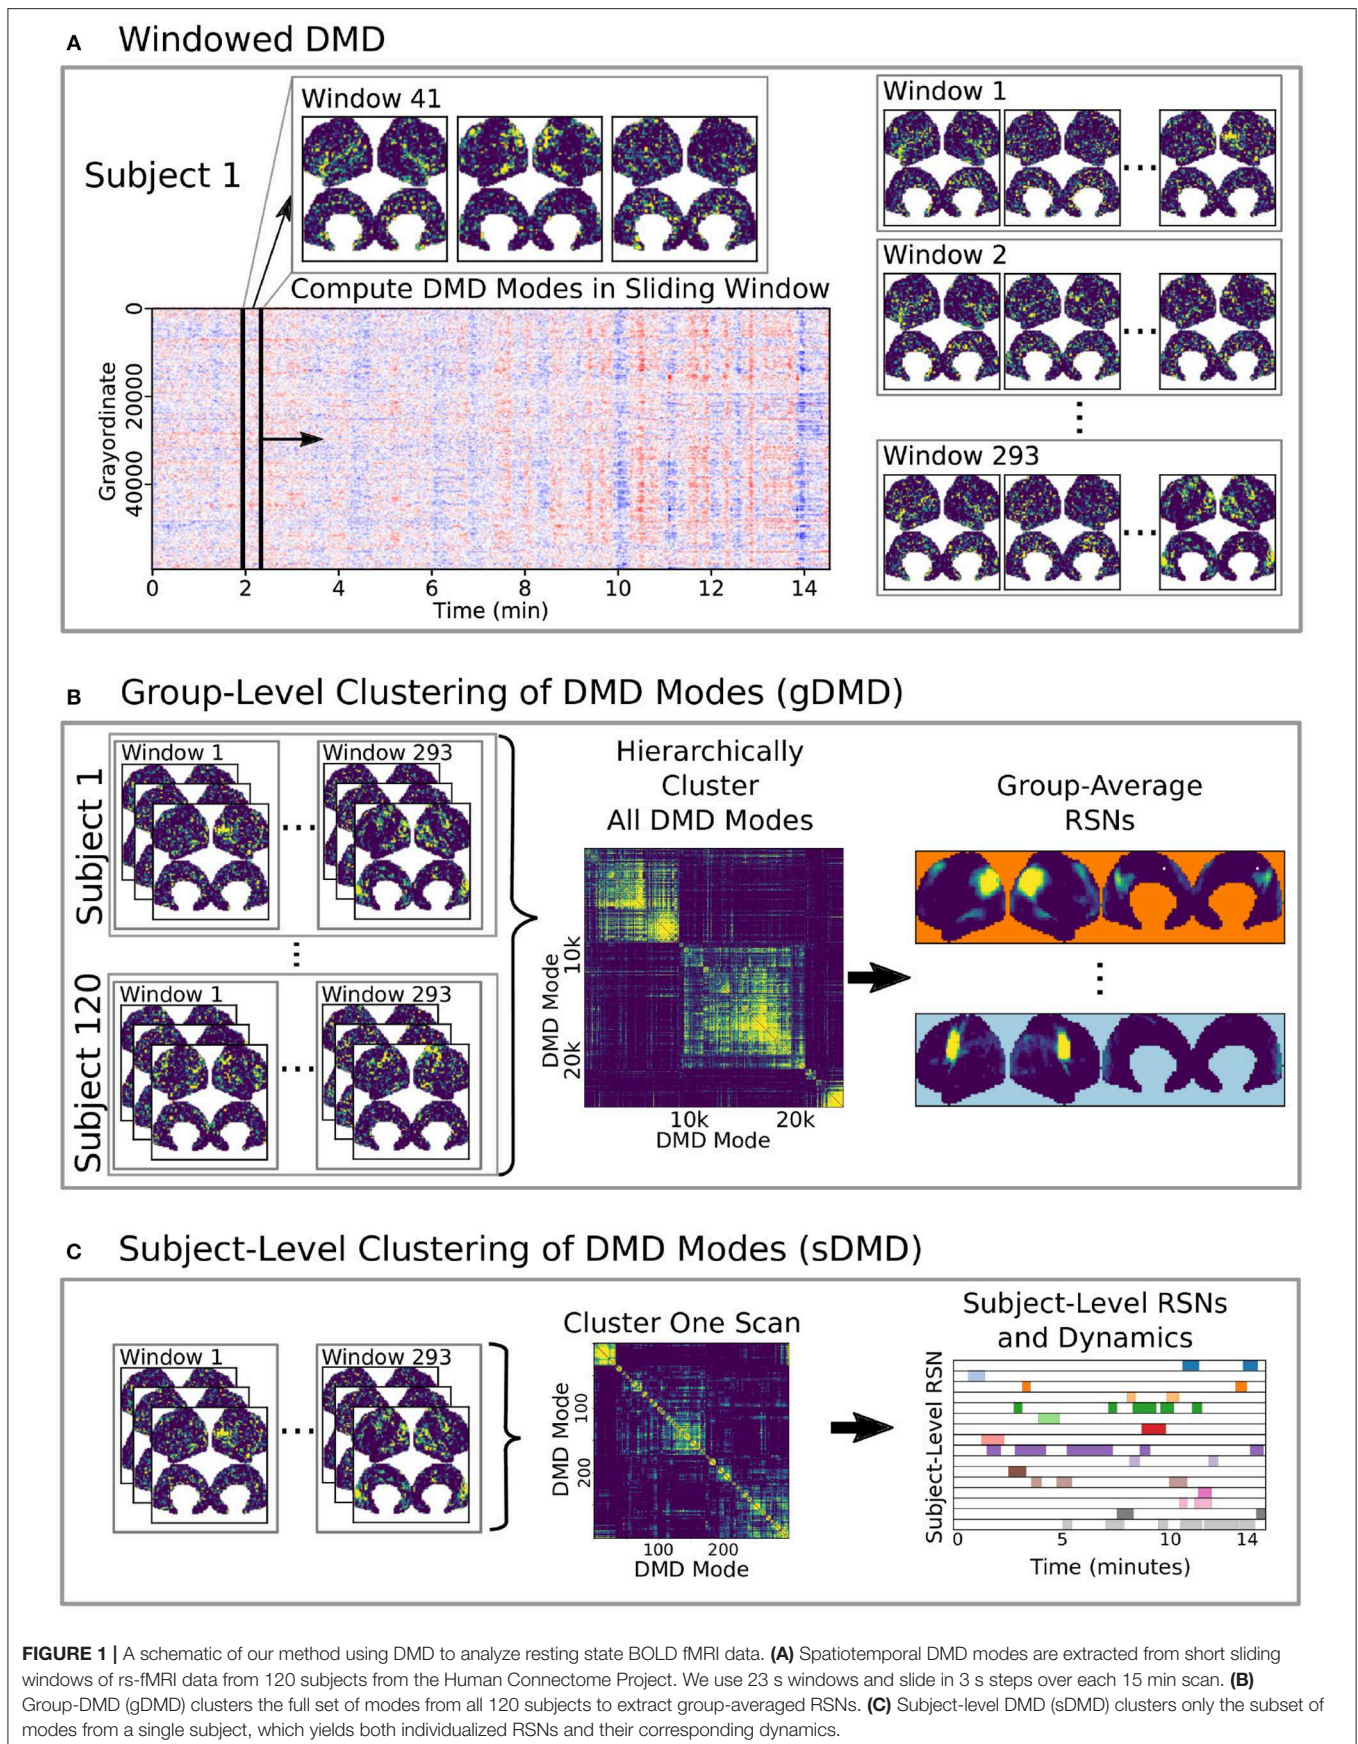 A Windowed DMD
Subject 1
Window 41
Compute DMD Modes in Sliding Window
0
20000
40000
Grayordinate
0 2 4 6 8 10 12 14
Time (min)
Window 1
...
Window 2
...
...
Window 293
...
B Group-Level Clustering of DMD Modes (gDMD)
Subject 1
Window 1
...
Window 293
...
Subject 120
Window 1
...
Window 293
Hierarchically
Cluster
All DMD Modes
DMD Mode
10k
20k
10k 20k
DMD Mode
Group-Average
RSNs
...
C Subject-Level Clustering of DMD Modes (sDMD)
Window 1
...
Window 293
Cluster One Scan
DMD Mode
100
200
100 200
DMD Mode
Subject-Level RSNs
and Dynamics
Subject-Level RSN
0 5 10 14
Time (minutes)
FIGURE 1 | A schematic of our method using DMD to analyze resting state BOLD fMRI data. (A) Spatiotemporal DMD modes are extracted from short sliding
windows of rs-fMRI data from 120 subjects from the Human Connectome Project. We use 23 s windows and slide in 3 s steps over each 15 min scan. (B)
Group-DMD (gDMD) clusters the full set of modes from all 120 subjects to extract group-averaged RSNs. (C) Subject-level DMD (sDMD) clusters only the subset of
modes from a single subject, which yields both individualized RSNs and their corresponding dynamics.